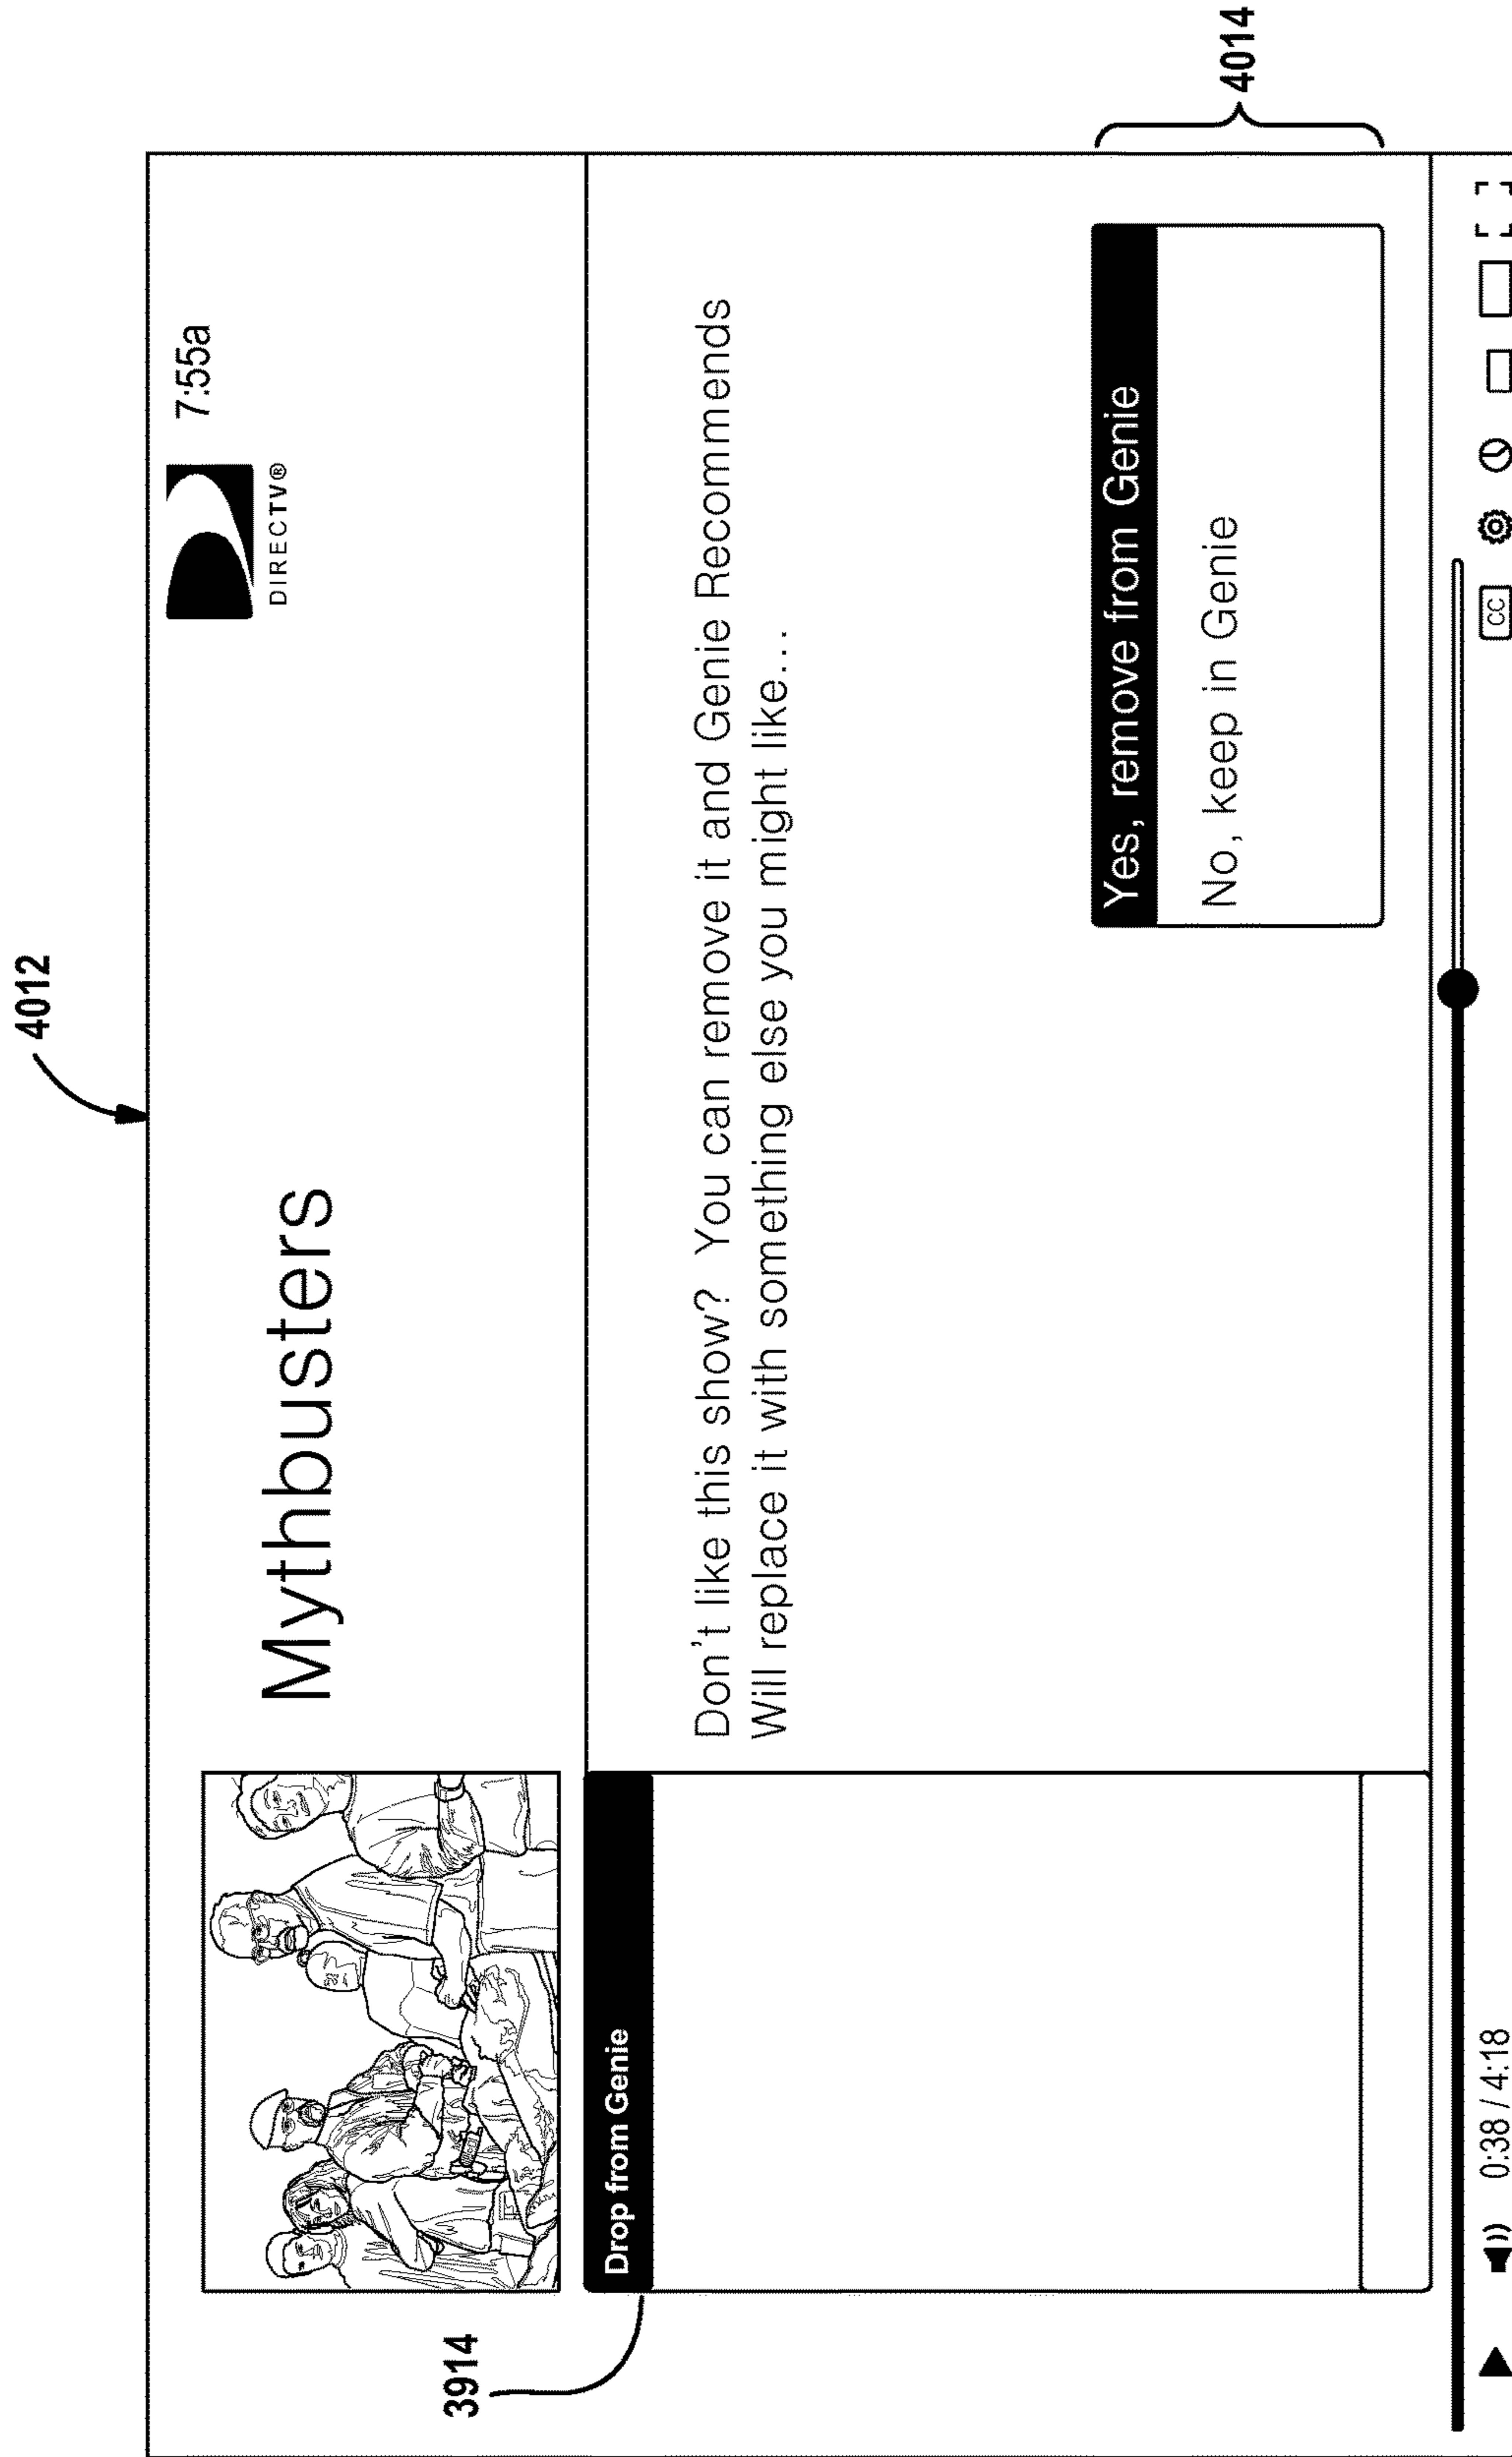 4012
DIRECTV®
7:55a
Mythbusters
3914
Drop from Genie
Don't like this show?  You can remove it and Genie Recommends
Will replace it with something else you might like...
Yes, remove from Genie
No, keep in Genie
4014
0:38 / 4:18
CC